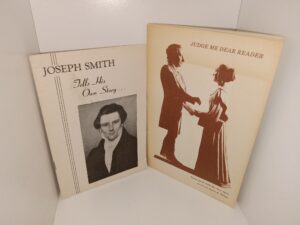 JOSEPH SMITH
Tells His
Own Story...
JUDGE ME DEAR READER